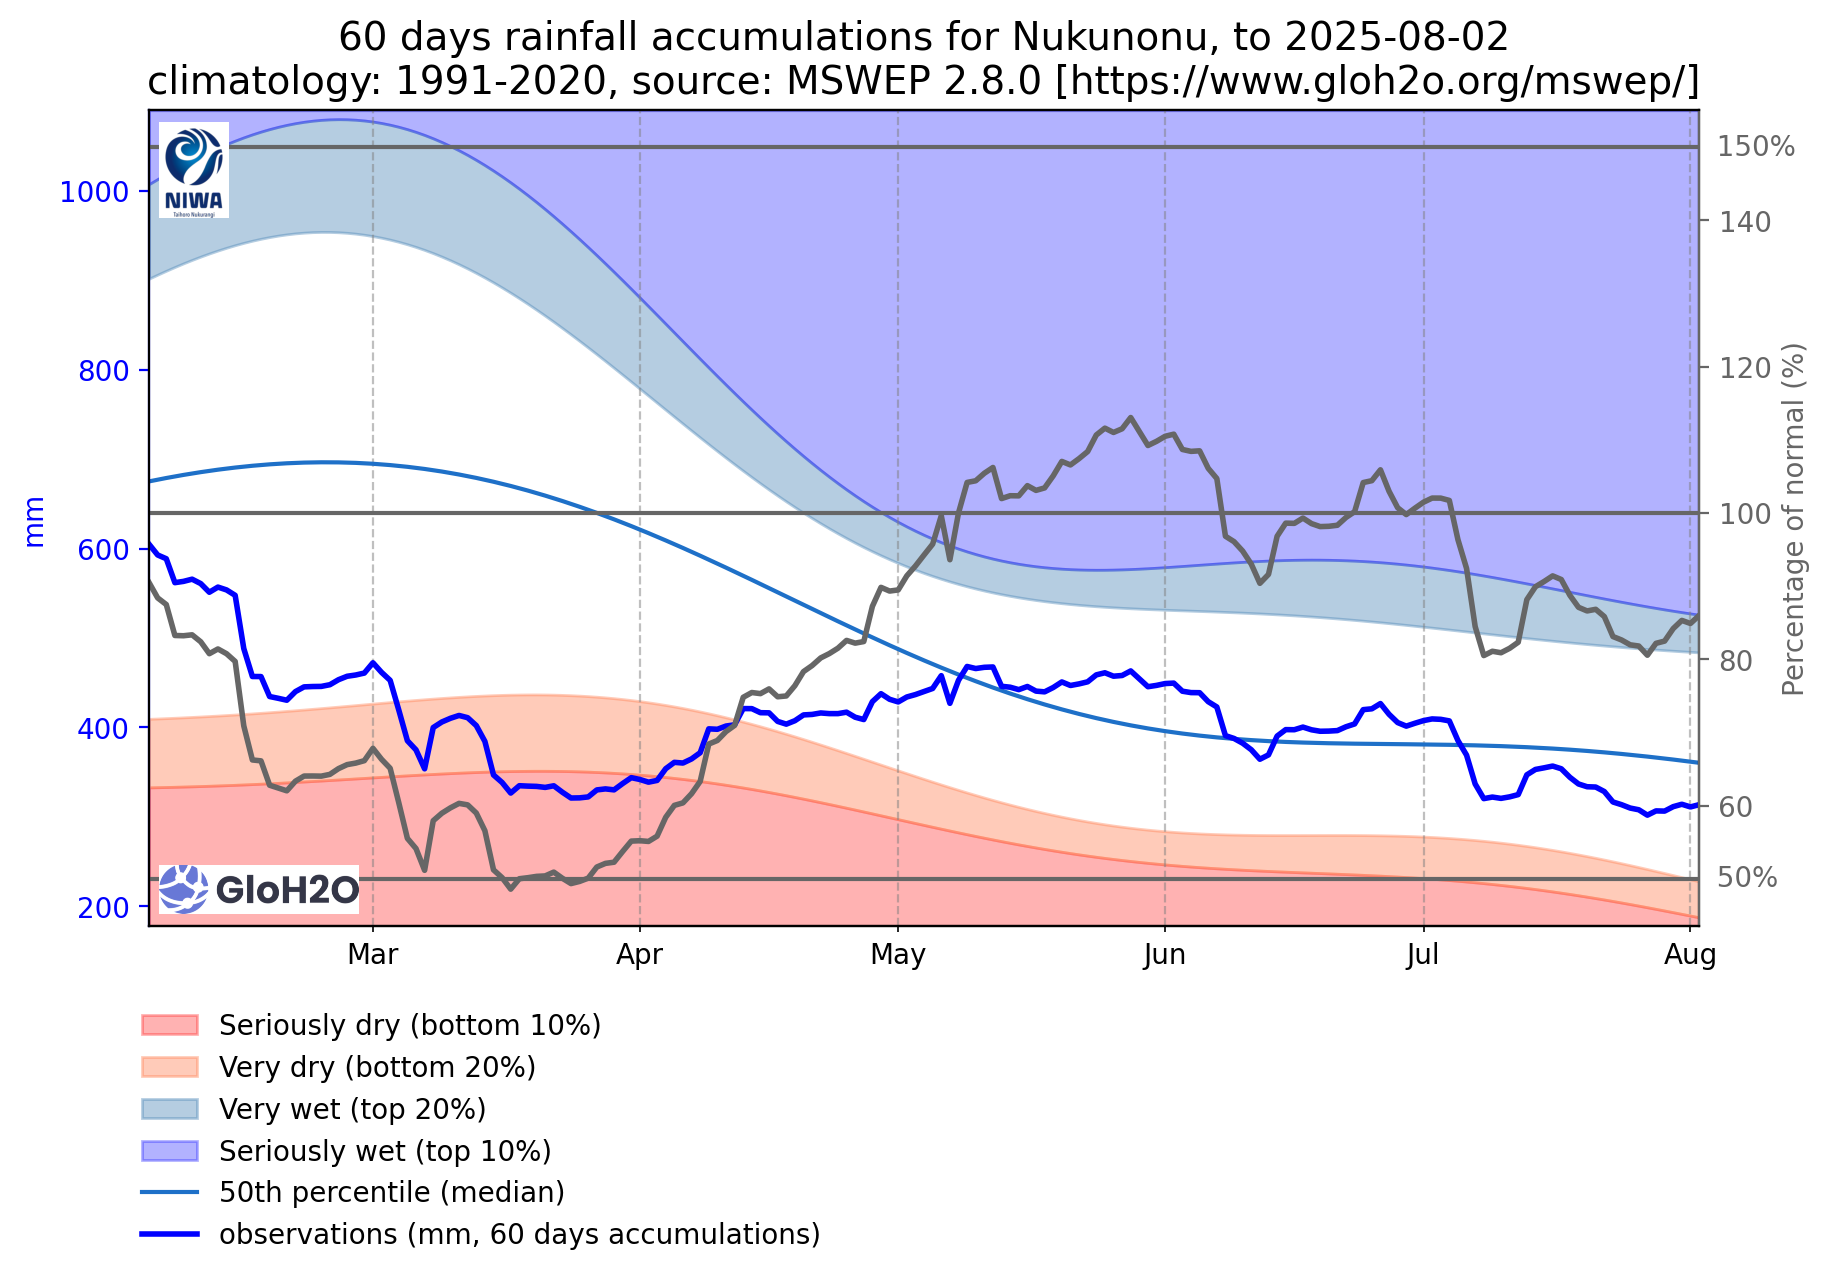 60 days rainfall accumulations for Nukunonu, to 2025-08-02
climatology: 1991-2020, source: MSWEP 2.8.0 [https://www.gloh2o.org/mswep/]
NIWA
Taihoro Nukurangi
1000
800
600
400
200
mm
150%
140
120
100
80
60
50%
Percentage of normal (%)
GloH2O
Mar Apr May Jun Jul Aug
Seriously dry (bottom 10%)
Very dry (bottom 20%)
Very wet (top 20%)
Seriously wet (top 10%)
50th percentile (median)
observations (mm, 60 days accumulations)